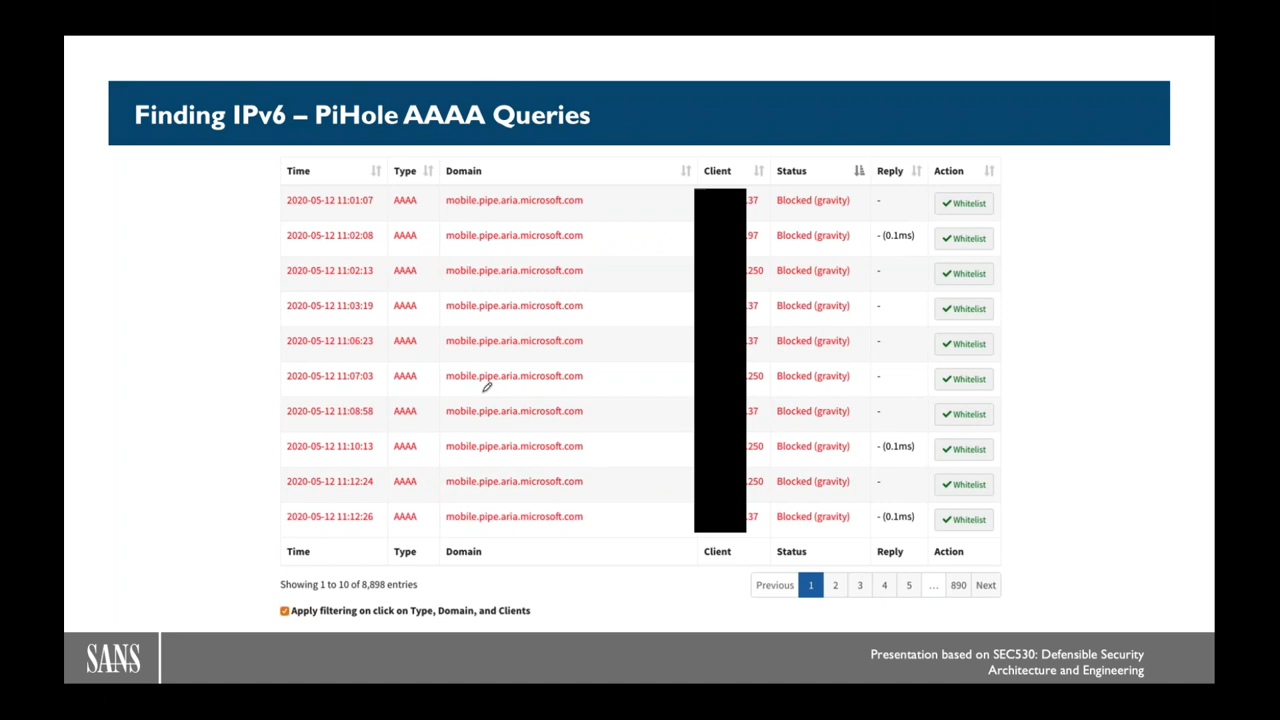 Finding IPv6 – PiHole AAAA Queries
Time Type Domain Client Status Reply Action
2020-05-12 11:01:07 AAAA mobile.pipe.aria.microsoft.com .37 Blocked (gravity) - ✔ Whitelist
2020-05-12 11:02:08 AAAA mobile.pipe.aria.microsoft.com .97 Blocked (gravity) - (0.1ms) ✔ Whitelist
2020-05-12 11:02:13 AAAA mobile.pipe.aria.microsoft.com .250 Blocked (gravity) - ✔ Whitelist
2020-05-12 11:03:19 AAAA mobile.pipe.aria.microsoft.com .37 Blocked (gravity) - ✔ Whitelist
2020-05-12 11:06:23 AAAA mobile.pipe.aria.microsoft.com .37 Blocked (gravity) - ✔ Whitelist
2020-05-12 11:07:03 AAAA mobile.pipe.aria.microsoft.com .250 Blocked (gravity) - ✔ Whitelist
2020-05-12 11:08:58 AAAA mobile.pipe.aria.microsoft.com .37 Blocked (gravity) - ✔ Whitelist
2020-05-12 11:10:13 AAAA mobile.pipe.aria.microsoft.com .250 Blocked (gravity) - (0.1ms) ✔ Whitelist
2020-05-12 11:12:24 AAAA mobile.pipe.aria.microsoft.com .250 Blocked (gravity) - ✔ Whitelist
2020-05-12 11:12:26 AAAA mobile.pipe.aria.microsoft.com .37 Blocked (gravity) - (0.1ms) ✔ Whitelist
Time Type Domain Client Status Reply Action
Showing 1 to 10 of 8,898 entries Previous 1 2 3 4 5 … 890 Next
Apply filtering on click on Type, Domain, and Clients
SANS
Presentation based on SEC530: Defensible Security
Architecture and Engineering